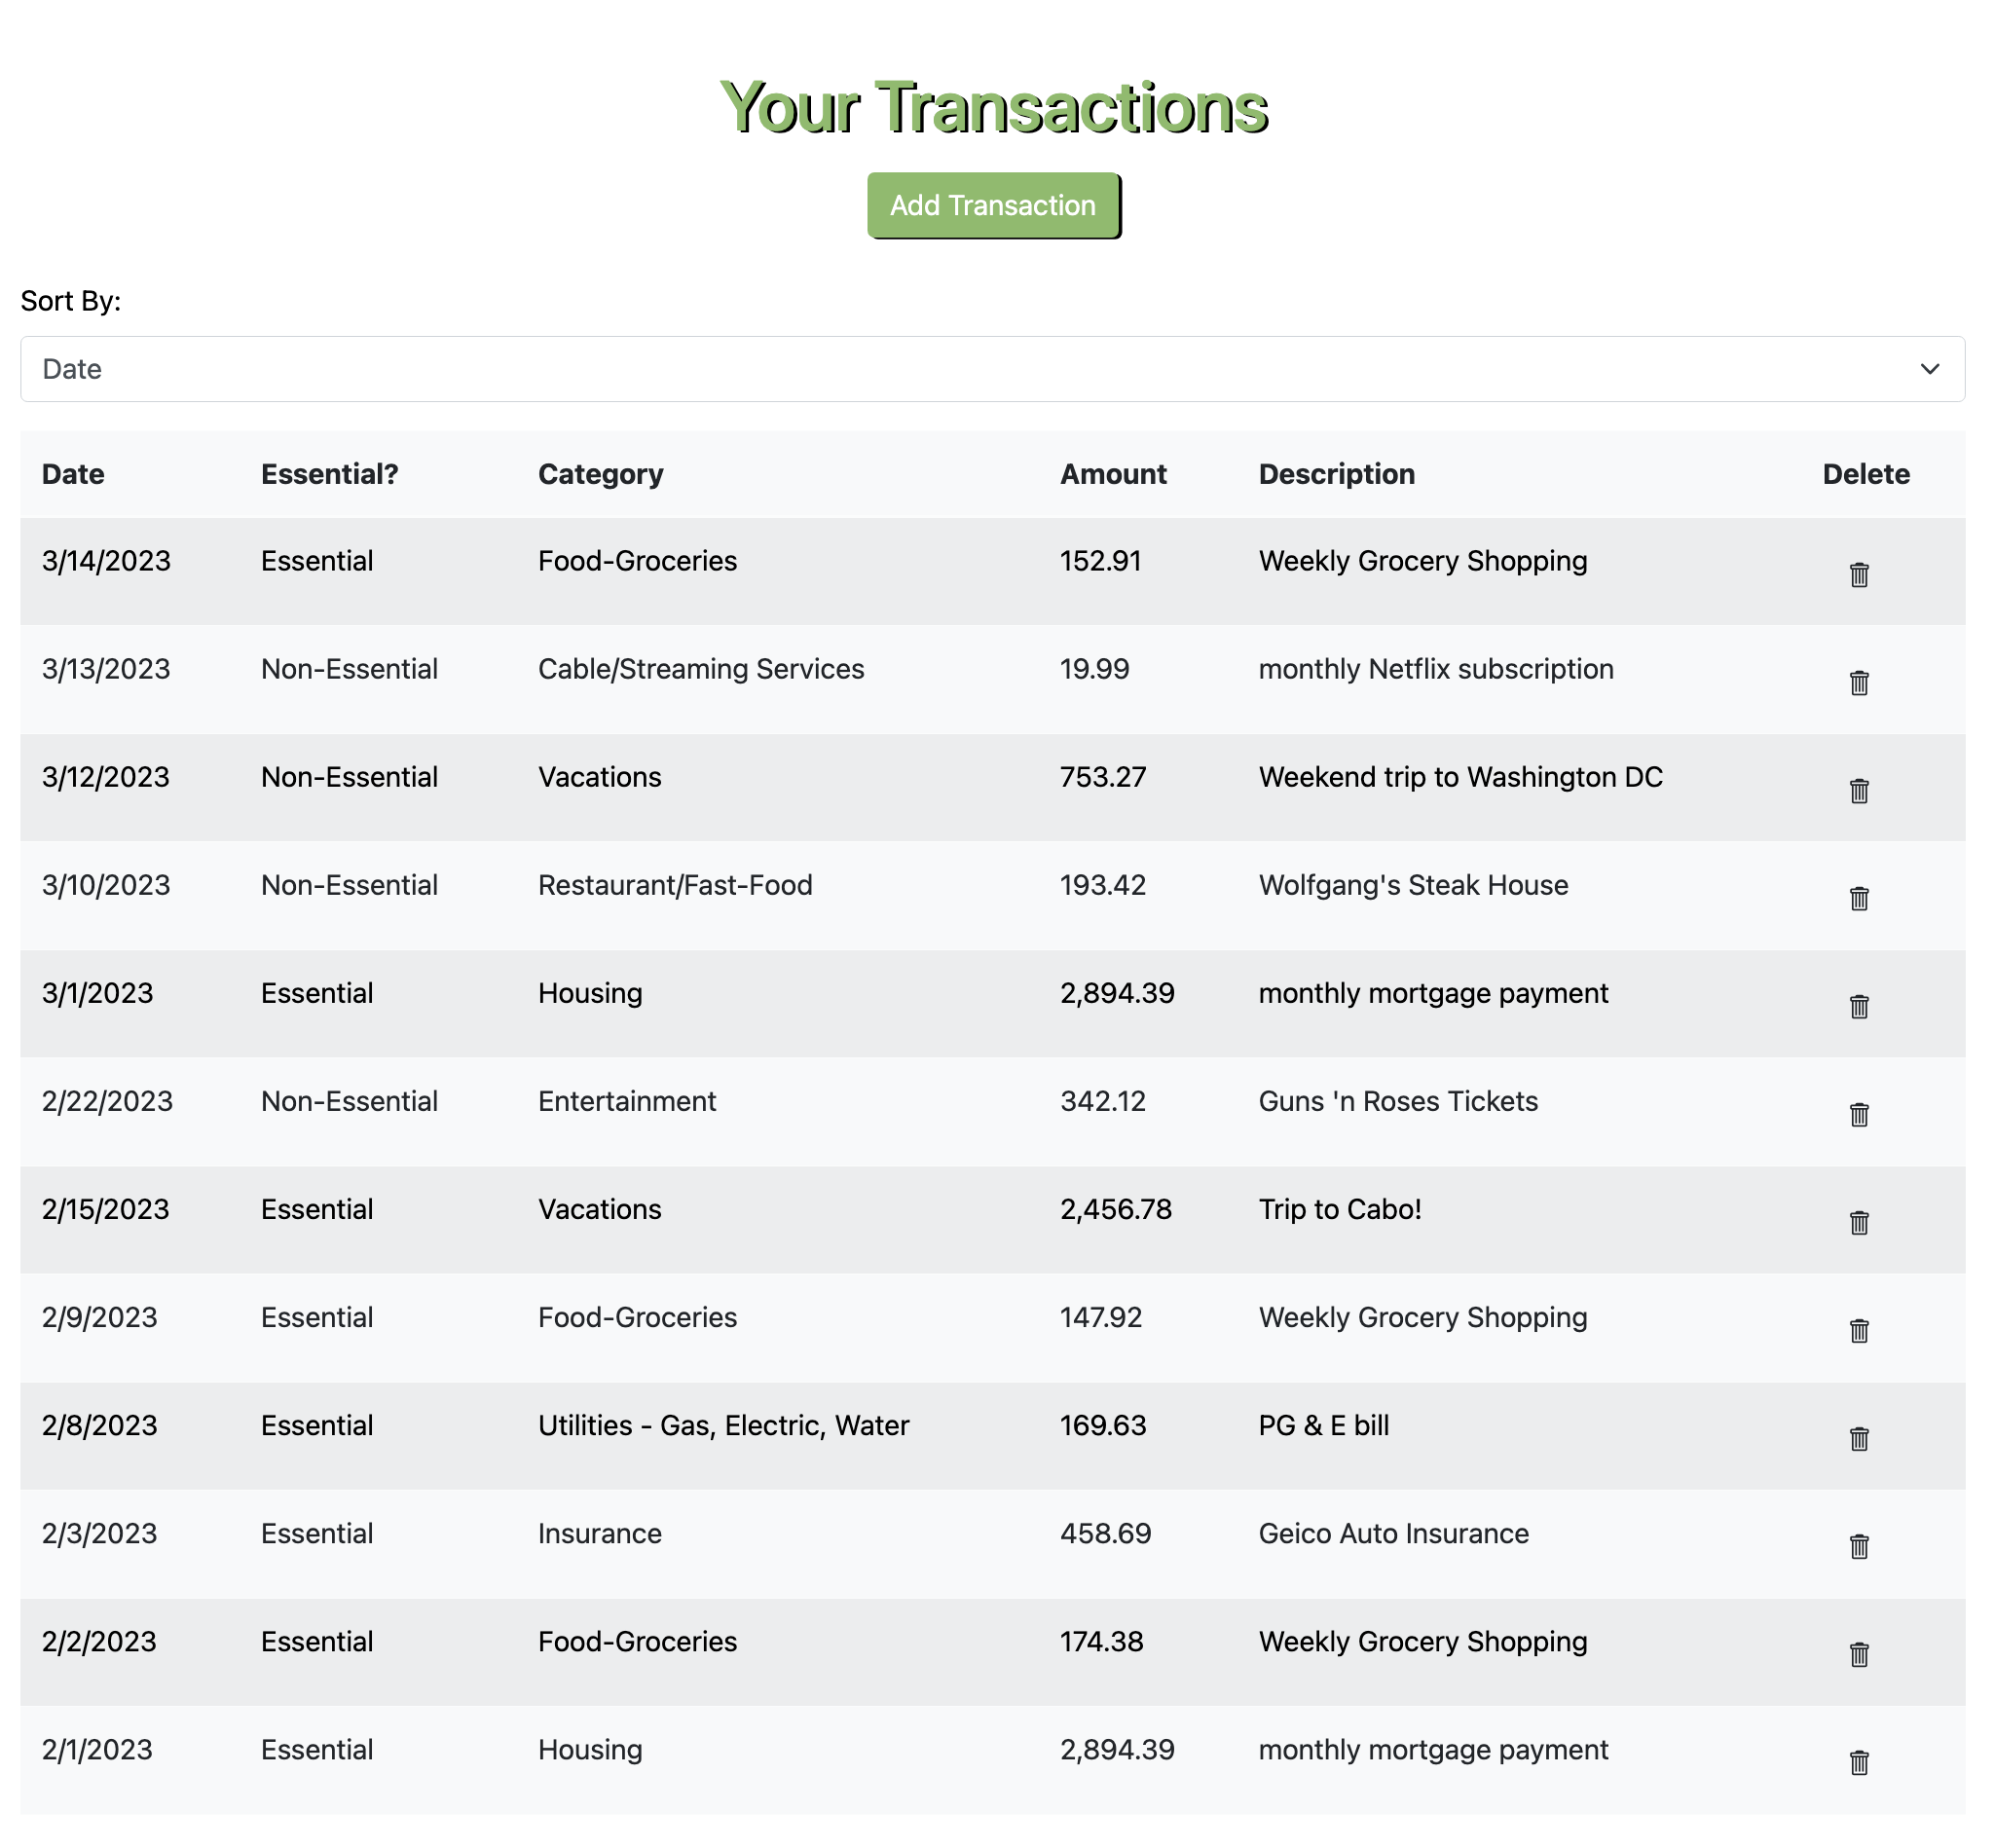 Your Transactions
Add Transaction
Sort By:
Date
Date Essential? Category Amount Description Delete
3/14/2023 Essential Food-Groceries 152.91 Weekly Grocery Shopping
3/13/2023 Non-Essential Cable/Streaming Services 19.99 monthly Netflix subscription
3/12/2023 Non-Essential Vacations 753.27 Weekend trip to Washington DC
3/10/2023 Non-Essential Restaurant/Fast-Food 193.42 Wolfgang's Steak House
3/1/2023 Essential Housing 2,894.39 monthly mortgage payment
2/22/2023 Non-Essential Entertainment 342.12 Guns 'n Roses Tickets
2/15/2023 Essential Vacations 2,456.78 Trip to Cabo!
2/9/2023 Essential Food-Groceries 147.92 Weekly Grocery Shopping
2/8/2023 Essential Utilities - Gas, Electric, Water 169.63 PG & E bill
2/3/2023 Essential Insurance 458.69 Geico Auto Insurance
2/2/2023 Essential Food-Groceries 174.38 Weekly Grocery Shopping
2/1/2023 Essential Housing 2,894.39 monthly mortgage payment